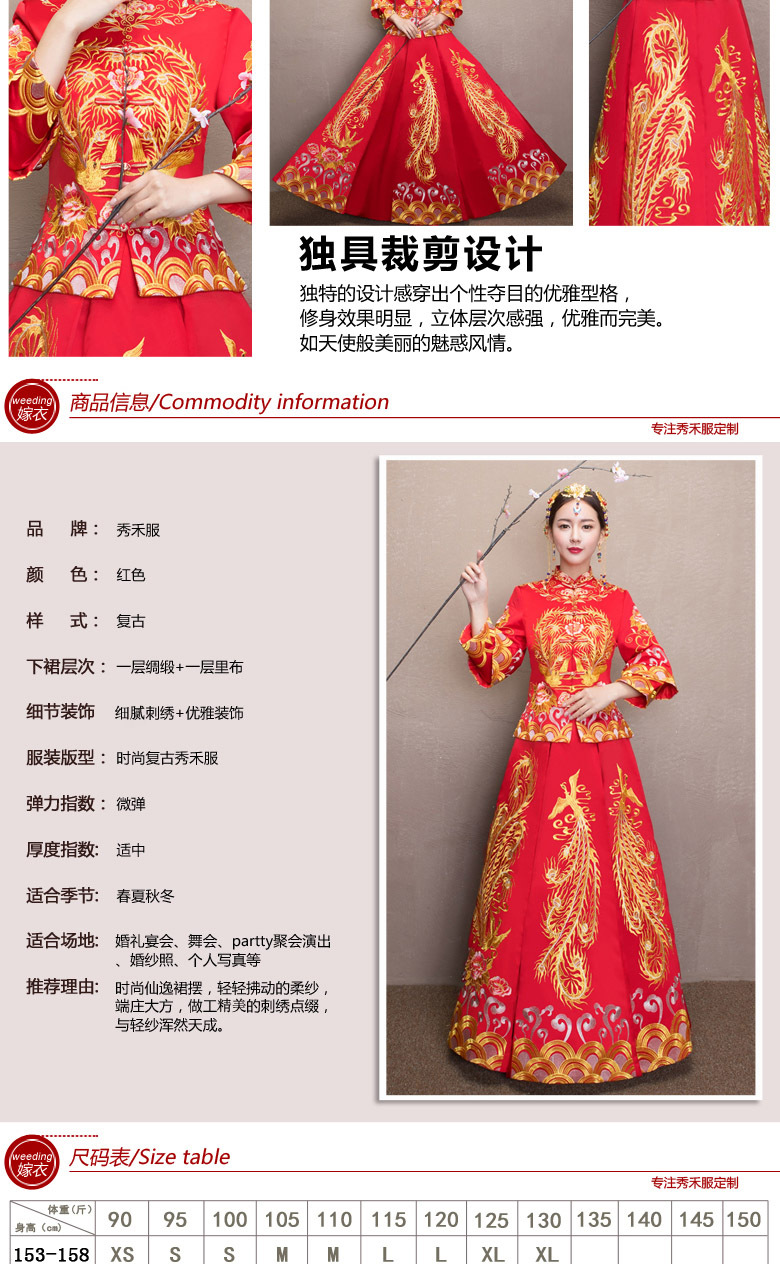 独具裁剪设计
独特的设计感穿出个性夺目的优雅型格，
修身效果明显，立体层次感强，优雅而完美。
如天使般美丽的魅惑风情。
weeding
嫁衣
商品信息/Commodity information
专注秀禾服定制
品 牌： 秀禾服
颜 色： 红色
样 式： 复古
下裙层次： 一层绸缎+一层里布
细节装饰 细腻刺绣+优雅装饰
服装版型： 时尚复古秀禾服
弹力指数： 微弹
厚度指数: 适中
适合季节: 春夏秋冬
适合场地: 婚礼宴会、舞会、partty聚会演出
、婚纱照、个人写真等
推荐理由: 时尚仙逸裙摆，轻轻拂动的柔纱，
端庄大方，做工精美的刺绣点缀，
与轻纱浑然天成。
weeding
嫁衣
尺码表/Size table
专注秀禾服定制
体重(斤)
身高（cm) 90 95 100 105 110 115 120 125 130 135 140 145 150
153-158 XS S S M M L L XL XL